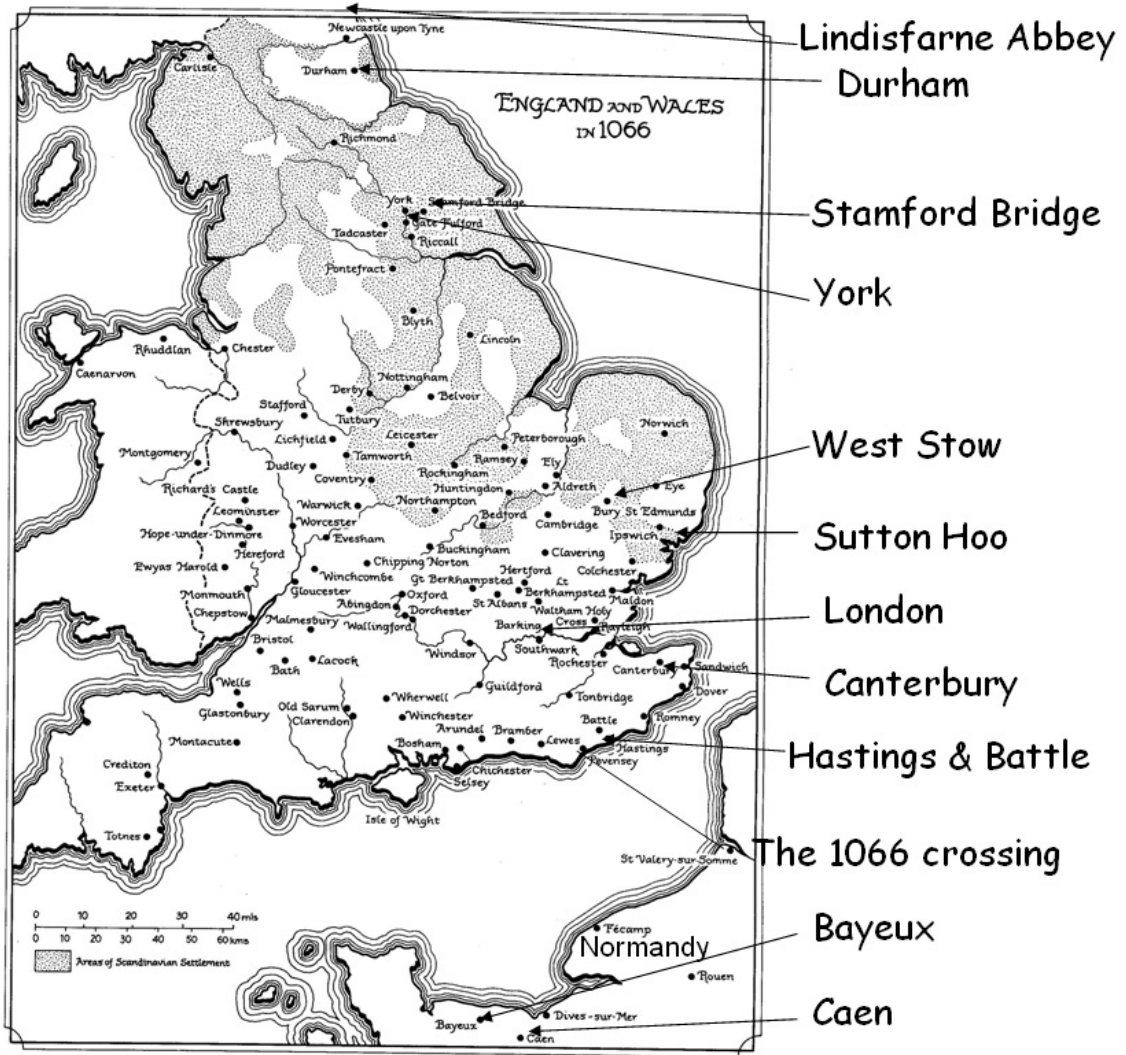 Lindisfarne Abbey
Newcastle upon Tyne
Carlisle
Durham
Durham
ENGLAND AND WALES
IN 1066
Richmond
York
Stamford Bridge
Stamford Bridge
Gate Fulford
Tadcaster
Riccall
York
Pontefract
Blyth
Lincoln
Rhuddlan
Chester
Caenarvon
Nottingham
Derby
Belvoir
Stafford
Tutbury
Shrewsbury
Norwich
Lichfield
Leicester
Peterborough
West Stow
Montgomery
Tamworth
Ramsey
Ely
Dudley
Rockingham
Coventry
Huntingdon
Aldreth
Eye
Richard's Castle
Northampton
Leominster
Warwick
Bury St Edmunds
Worcester
Bedford
Cambridge
Hope-under-Dinmore
Evesham
Ipswich
Sutton Hoo
Hereford
Buckingham
Clavering
Ewyas Harold
Chipping Norton
Winchcombe
Hertford
Colchester
Gt Berkhampsted
Lt
Berkhampsted
Monmouth
Gloucester
Oxford
St Albans
Maldon
Abingdon
Dorchester
Waltham Holy
Cross
London
Chepstow
Malmesbury
Wallingford
Barking
Rayleigh
Bristol
Southwark
Windsor
Rochester
Bath
Lacock
Canterbury
Sandwich
Canterbury
Wells
Guildford
Dover
Glastonbury
Wherwell
Tonbridge
Old Sarum
Clarendon
Winchester
Battle
Romney
Arundel
Bramber
Montacute
Bosham
Lewes
Hastings
Hastings & Battle
Pevensey
Crediton
Chichester
Exeter
Selsey
Isle of Wight
Totnes
St Valery-sur-Somme
The 1066 crossing
0 10 20 30 40 mls
0 10 20 30 40 50 60 kms
Fécamp
Bayeux
Normandy
Areas of Scandinavian Settlement
Rouen
Dives-sur-Mer
Bayeux
Caen
Caen